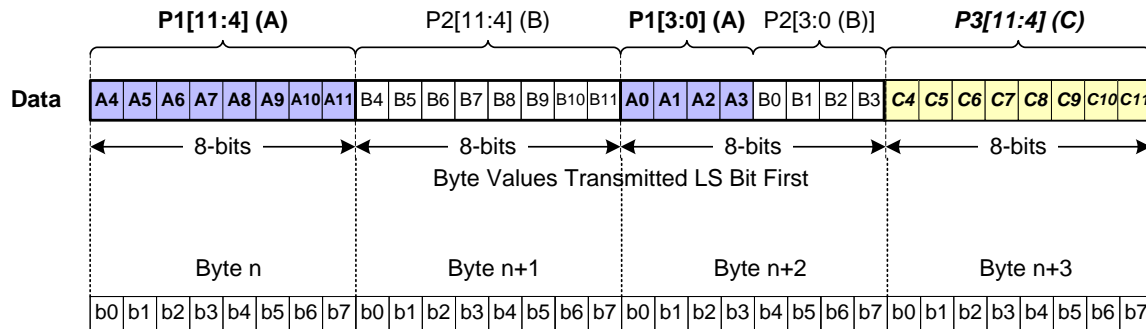 P1[11:4] (A) P2[11:4] (B) P1[3:0] (A) P2[3:0 (B)] P3[11:4] (C)
Data A4 A5 A6 A7 A8 A9 A10 A11 B4 B5 B6 B7 B8 B9 B10 B11 A0 A1 A2 A3 B0 B1 B2 B3 C4 C5 C6 C7 C8 C9 C10 C11
8-bits 8-bits 8-bits 8-bits
Byte Values Transmitted LS Bit First
Byte n Byte n+1 Byte n+2 Byte n+3
b0 b1 b2 b3 b4 b5 b6 b7 b0 b1 b2 b3 b4 b5 b6 b7 b0 b1 b2 b3 b4 b5 b6 b7 b0 b1 b2 b3 b4 b5 b6 b7